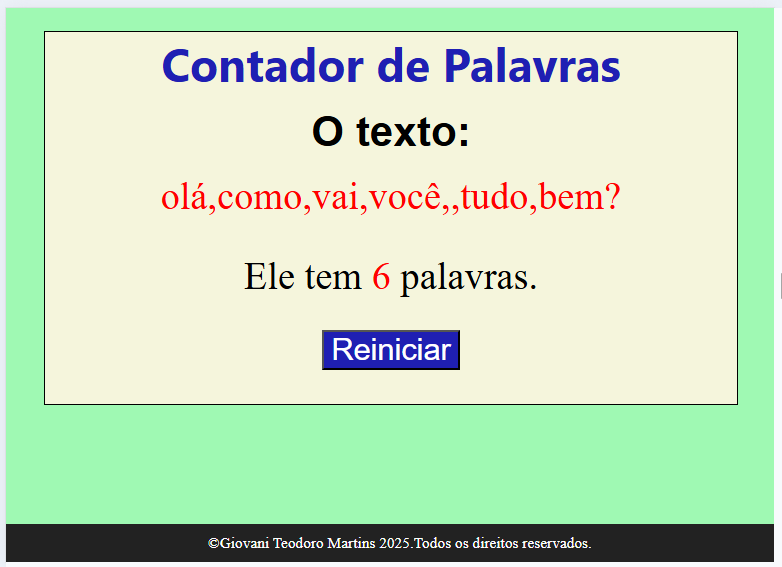 Contador de Palavras
O texto:
olá,como,vai,você,,tudo,bem?
Ele tem 6 palavras.
Reiniciar
©Giovani Teodoro Martins 2025.Todos os direitos reservados.